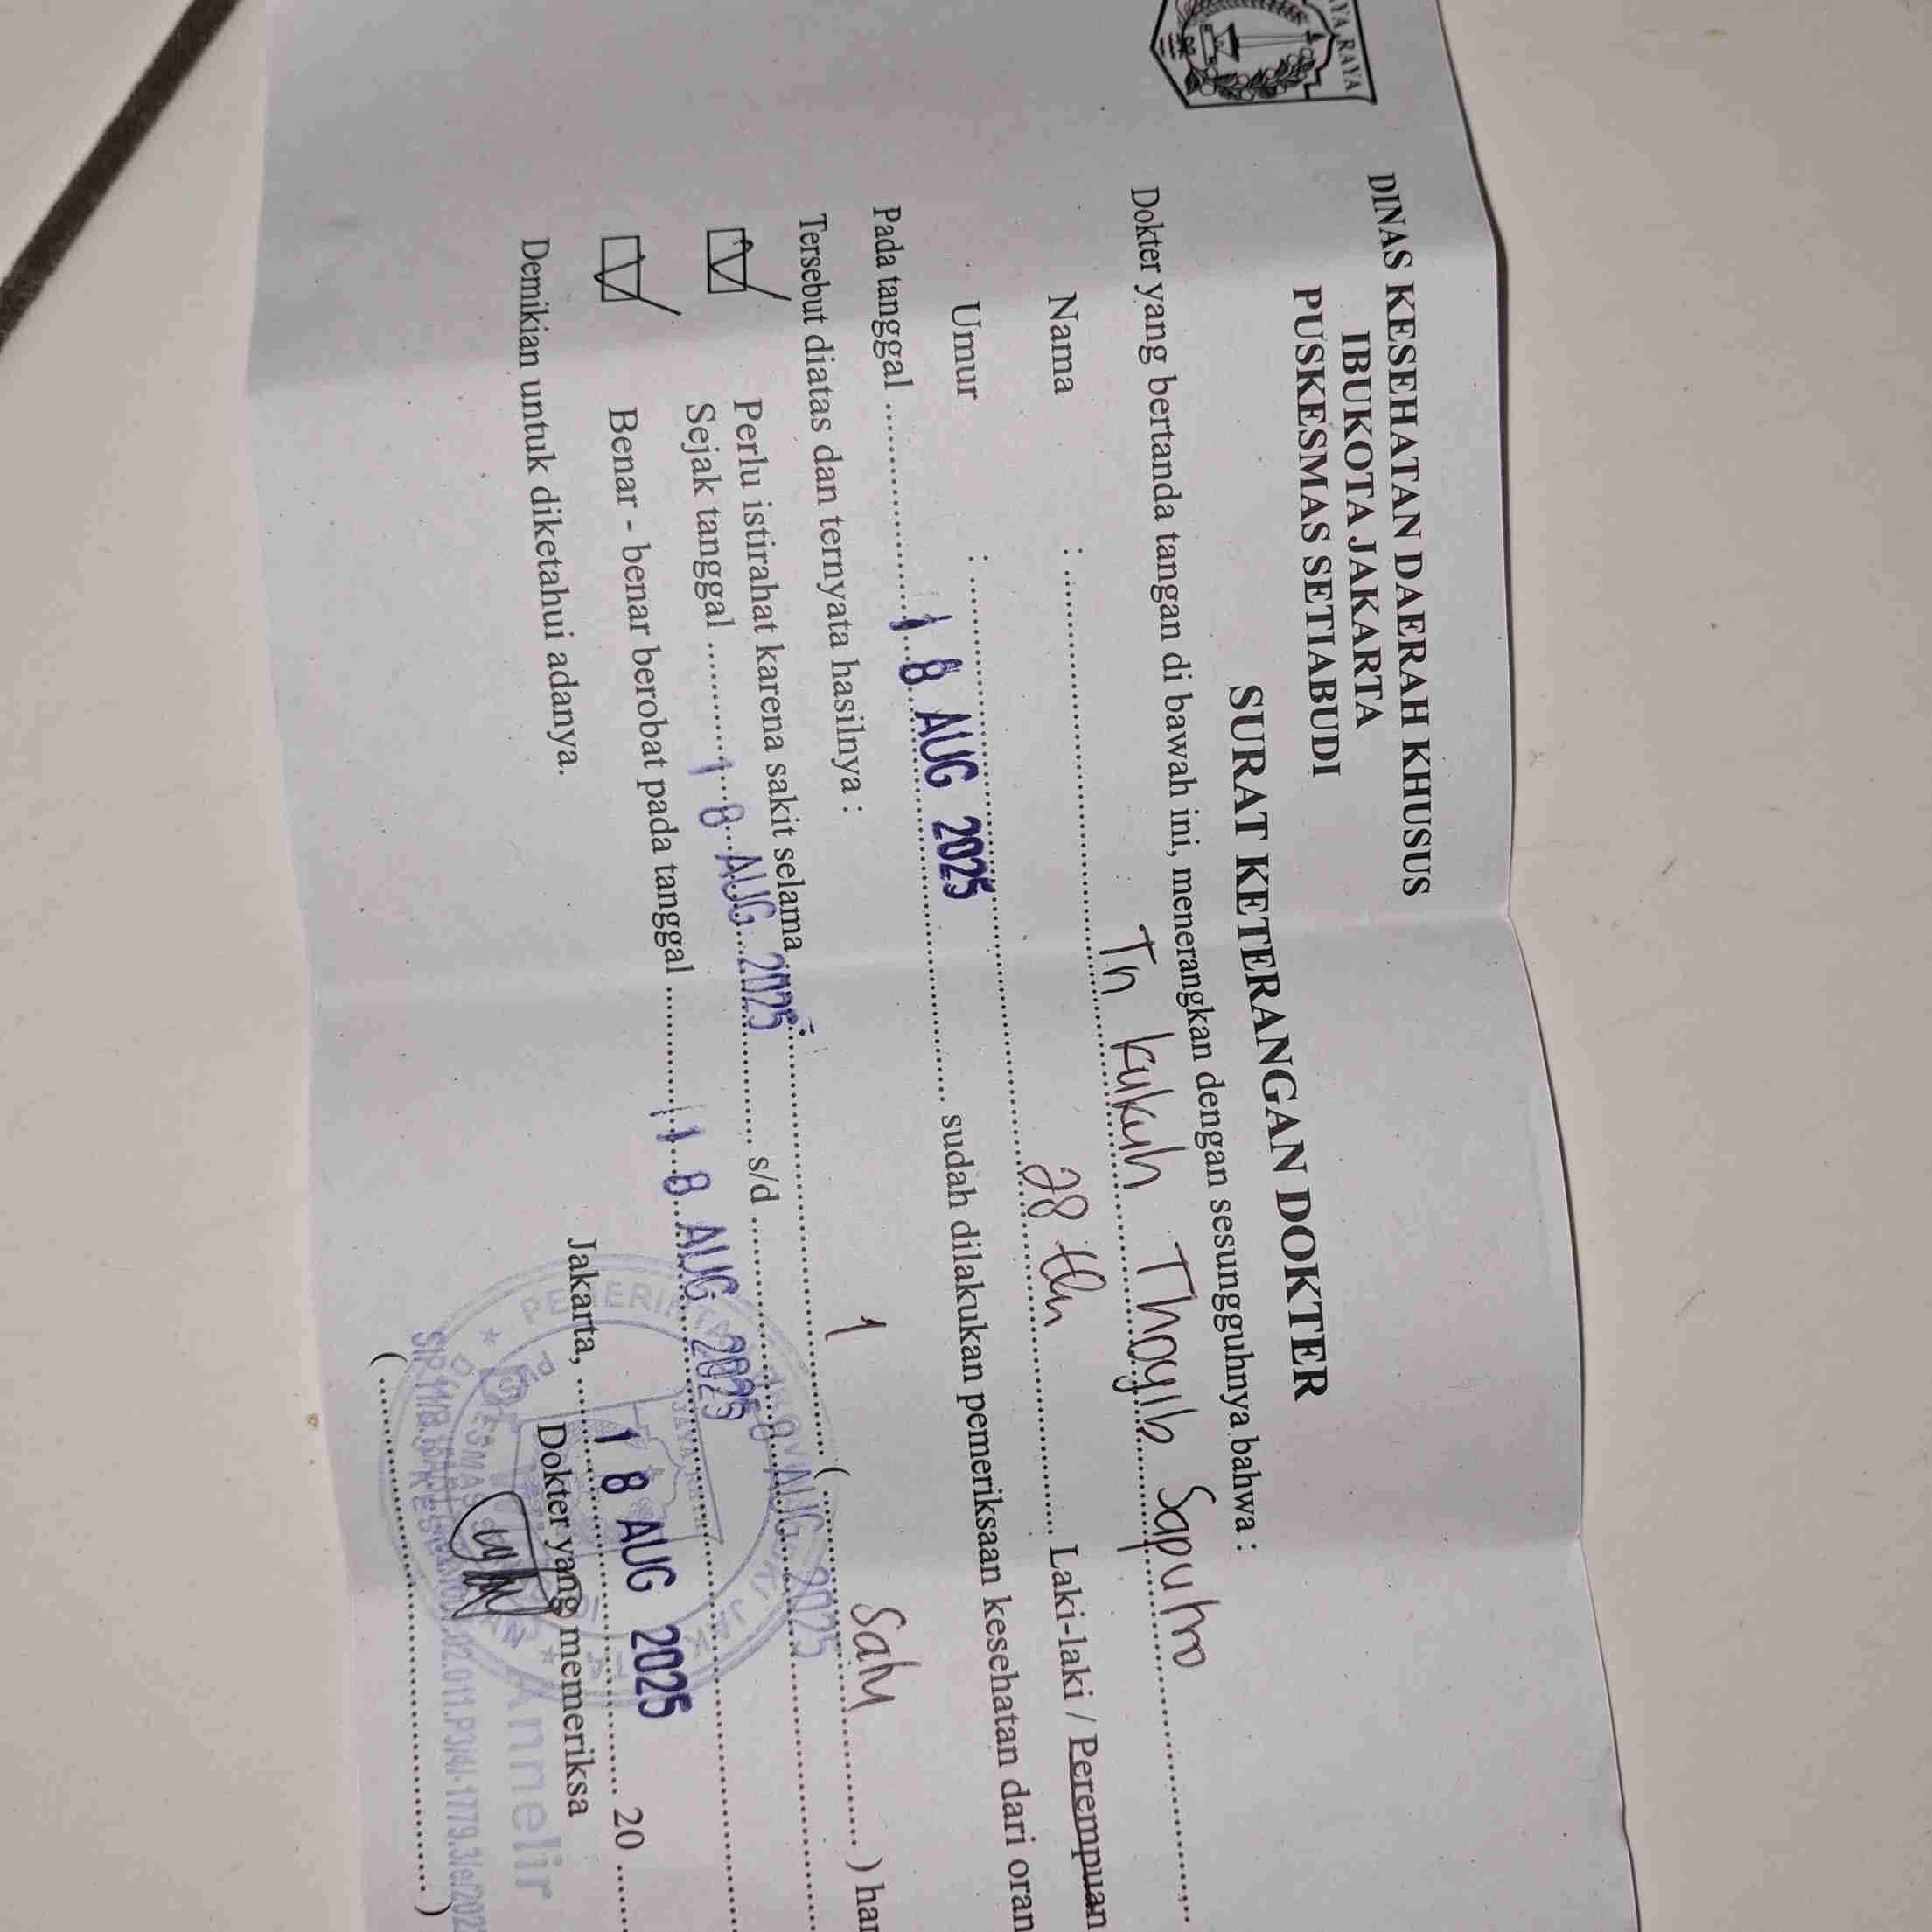 YA RAYA
DINAS KESEHATAN DAERAH KHUSUS
IBUKOTA JAKARTA
PUSKESMAS SETIABUDI
SURAT KETERANGAN DOKTER
Dokter yang bertanda tangan di bawah ini, menerangkan dengan sesungguhnya bahwa :
Nama : Tn Kukuh Thoyib Saputro
Umur : 28 thn Laki-laki / Perempuan
Pada tanggal 18 AUG 2025 sudah dilakukan pemeriksaan kesehatan dari oran
Tersebut diatas dan ternyata hasilnya :
Perlu istirahat karena sakit selama 1 ( Satu ) har
Sejak tanggal 18 AUG 2025 s/d 18 AUG 2025
Benar - benar berobat pada tanggal 18 AUG 2025
Demikian untuk diketahui adanya.
Jakarta, 18 AUG 2025 20
Dokter yang memeriksa
Annelir